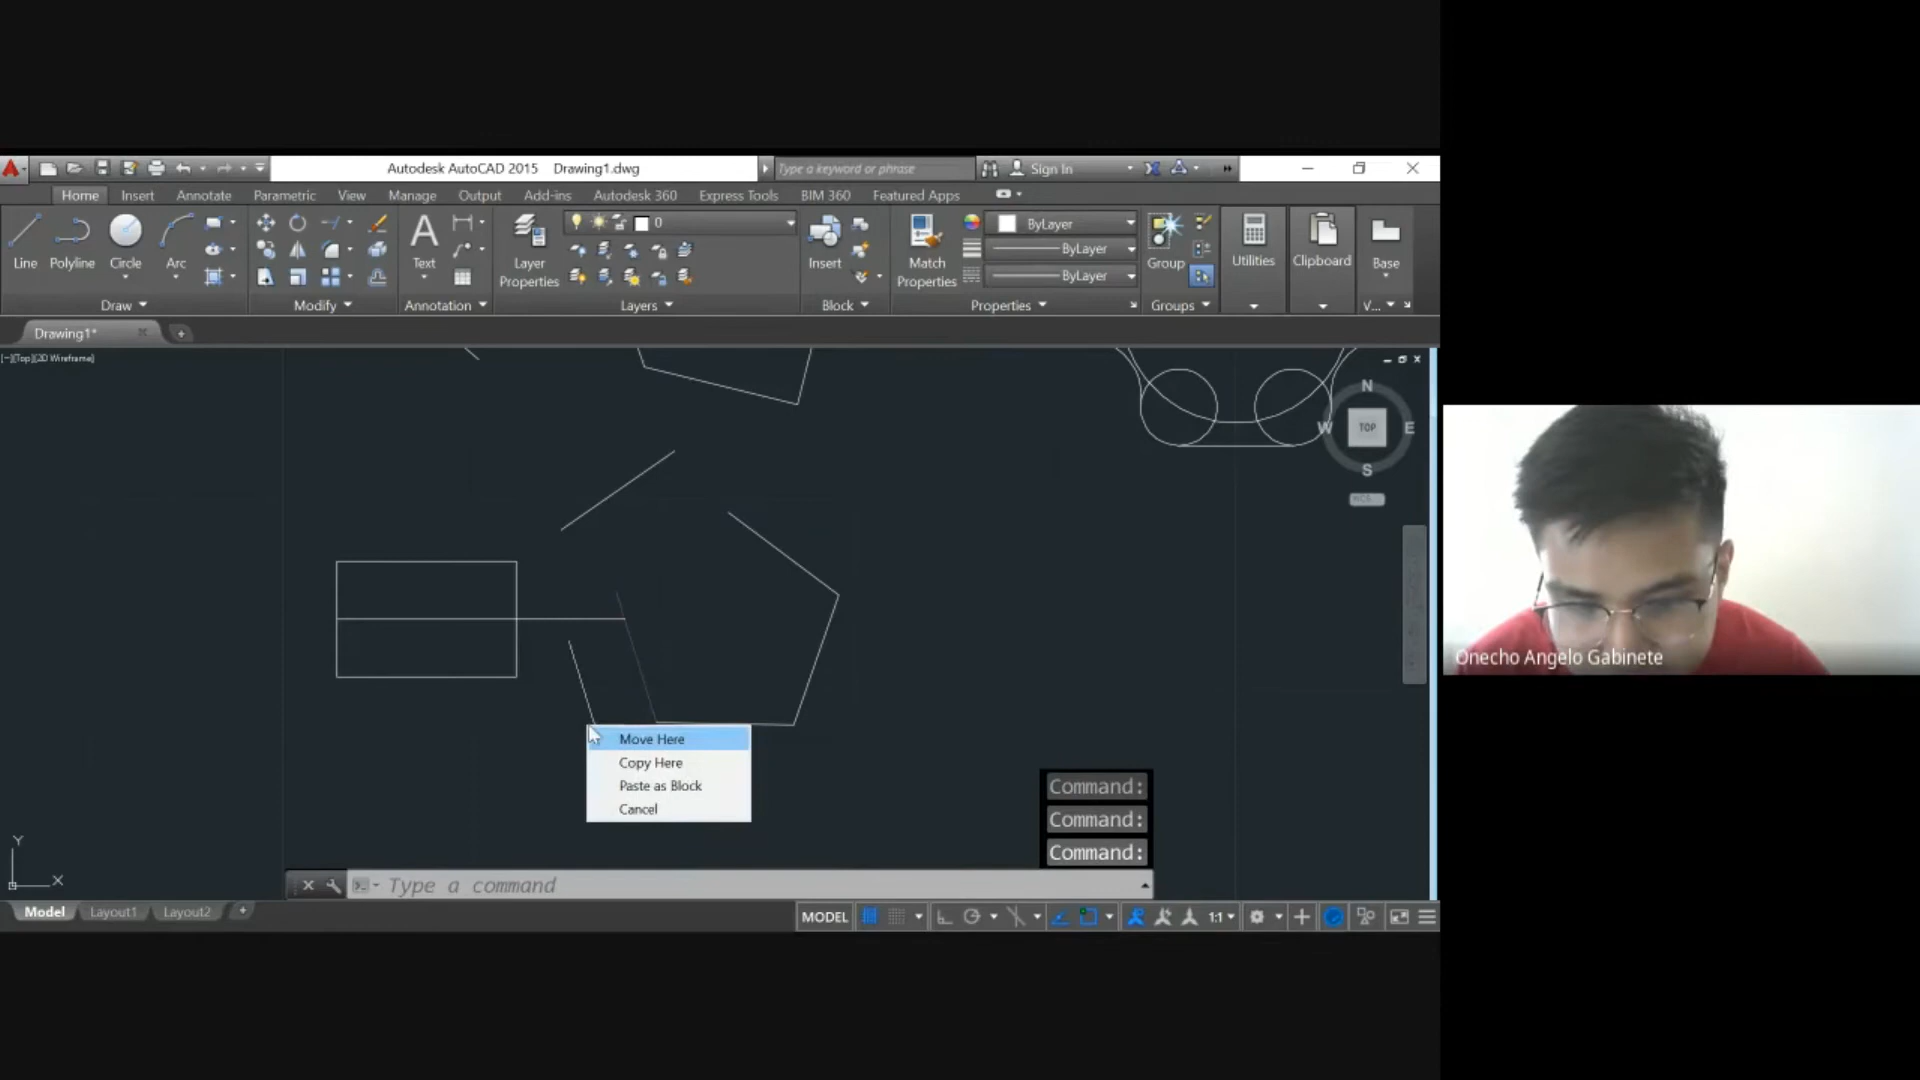 Autodesk AutoCAD 2015 Drawing1.dwg
Type a keyword or phrase
Sign In
Home Insert Annotate Parametric View Manage Output Add-ins Autodesk 360 Express Tools BIM 360 Featured Apps
Line Polyline Circle Arc
Text
Layer Properties
0
Insert
Match Properties
ByLayer
ByLayer
ByLayer
Group
Utilities
Clipboard
Base
Draw Modify Annotation Layers Block Properties Groups V...
Drawing1*
[−][Top][2D Wireframe]
N
W TOP E
S
Move Here
Copy Here
Paste as Block
Cancel
Onecho Angelo Gabinete
Command:
Command:
Command:
Y
X
Type a command
Model Layout1 Layout2
MODEL 1:1